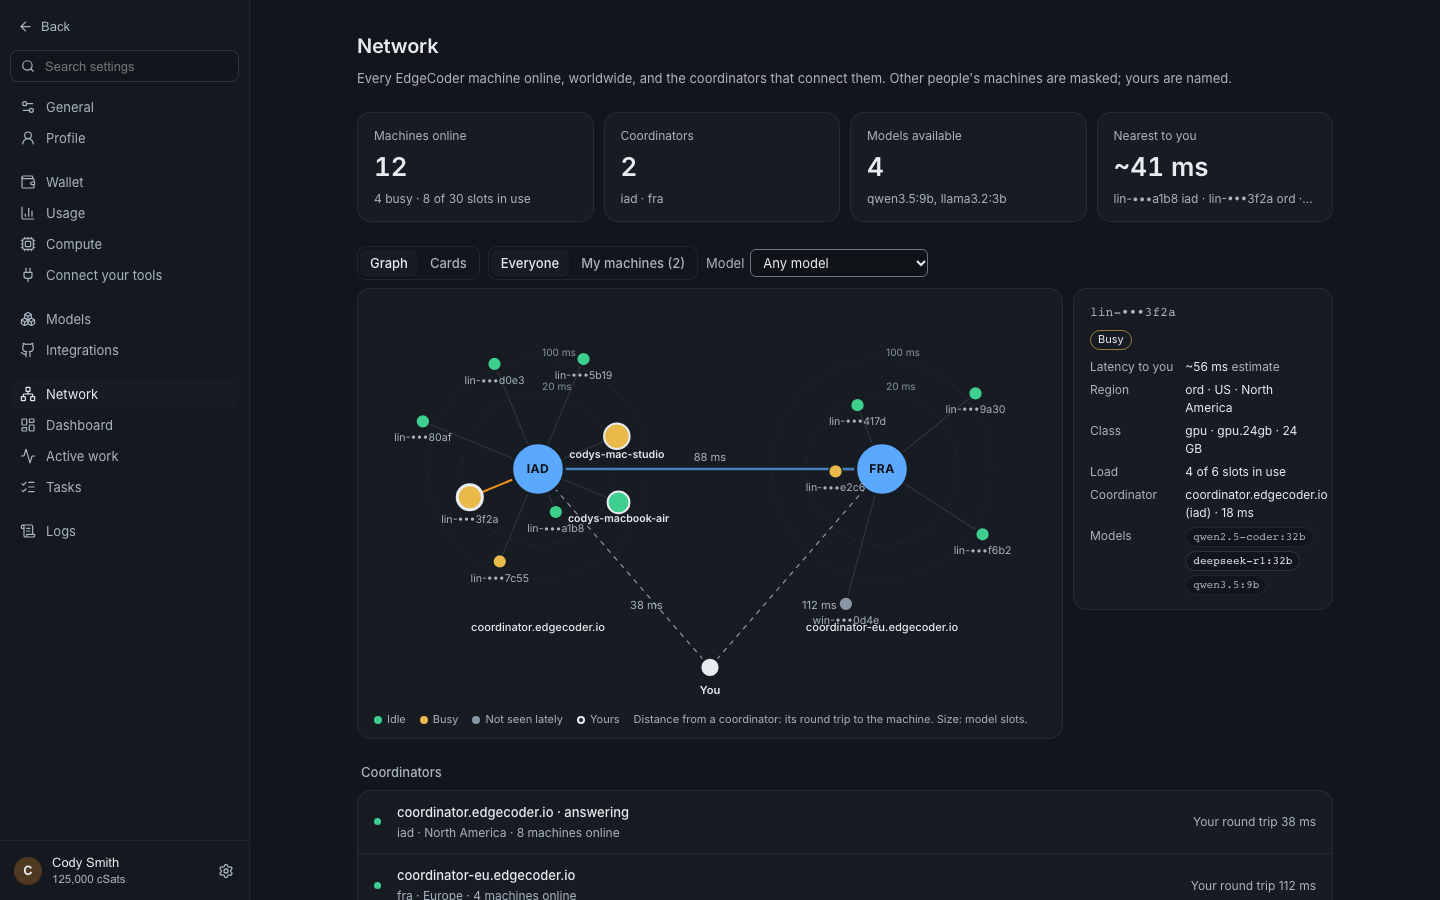 Back
Search settings
General
Profile
Wallet
Usage
Compute
Connect your tools
Models
Integrations
Network
Dashboard
Active work
Tasks
Logs
C
Cody Smith
125,000 cSats
Network
Every EdgeCoder machine online, worldwide, and the coordinators that connect them. Other people's machines are masked; yours are named.
Machines online
12
4 busy · 8 of 30 slots in use
Coordinators
2
iad · fra
Models available
4
qwen3.5:9b, llama3.2:3b
Nearest to you
~41 ms
lin-•••a1b8 iad · lin-•••3f2a ord ·...
Graph
Cards
Everyone
My machines (2)
Model
Any model
100 ms
lin-•••d0e3
lin-•••5b19
20 ms
lin-•••80af
codys-mac-studio
IAD
88 ms
lin-•••3f2a
codys-macbook-air
lin-•••a1b8
lin-•••7c55
38 ms
coordinator.edgecoder.io
100 ms
20 ms
lin-•••9a30
lin-•••417d
FRA
lin-•••e2c6
lin-•••f6b2
112 ms
win-•••0d4e
coordinator-eu.edgecoder.io
You
Idle
Busy
Not seen lately
Yours
Distance from a coordinator: its round trip to the machine. Size: model slots.
lin-•••3f2a
Busy
Latency to you ~56 ms estimate
Region ord · US · North
America
Class gpu · gpu.24gb · 24
GB
Load 4 of 6 slots in use
Coordinator coordinator.edgecoder.io
(iad) · 18 ms
Models qwen2.5-coder:32b
deepseek-r1:32b
qwen3.5:9b
Coordinators
coordinator.edgecoder.io · answering
iad · North America · 8 machines online
Your round trip 38 ms
coordinator-eu.edgecoder.io
fra · Europe · 4 machines online
Your round trip 112 ms